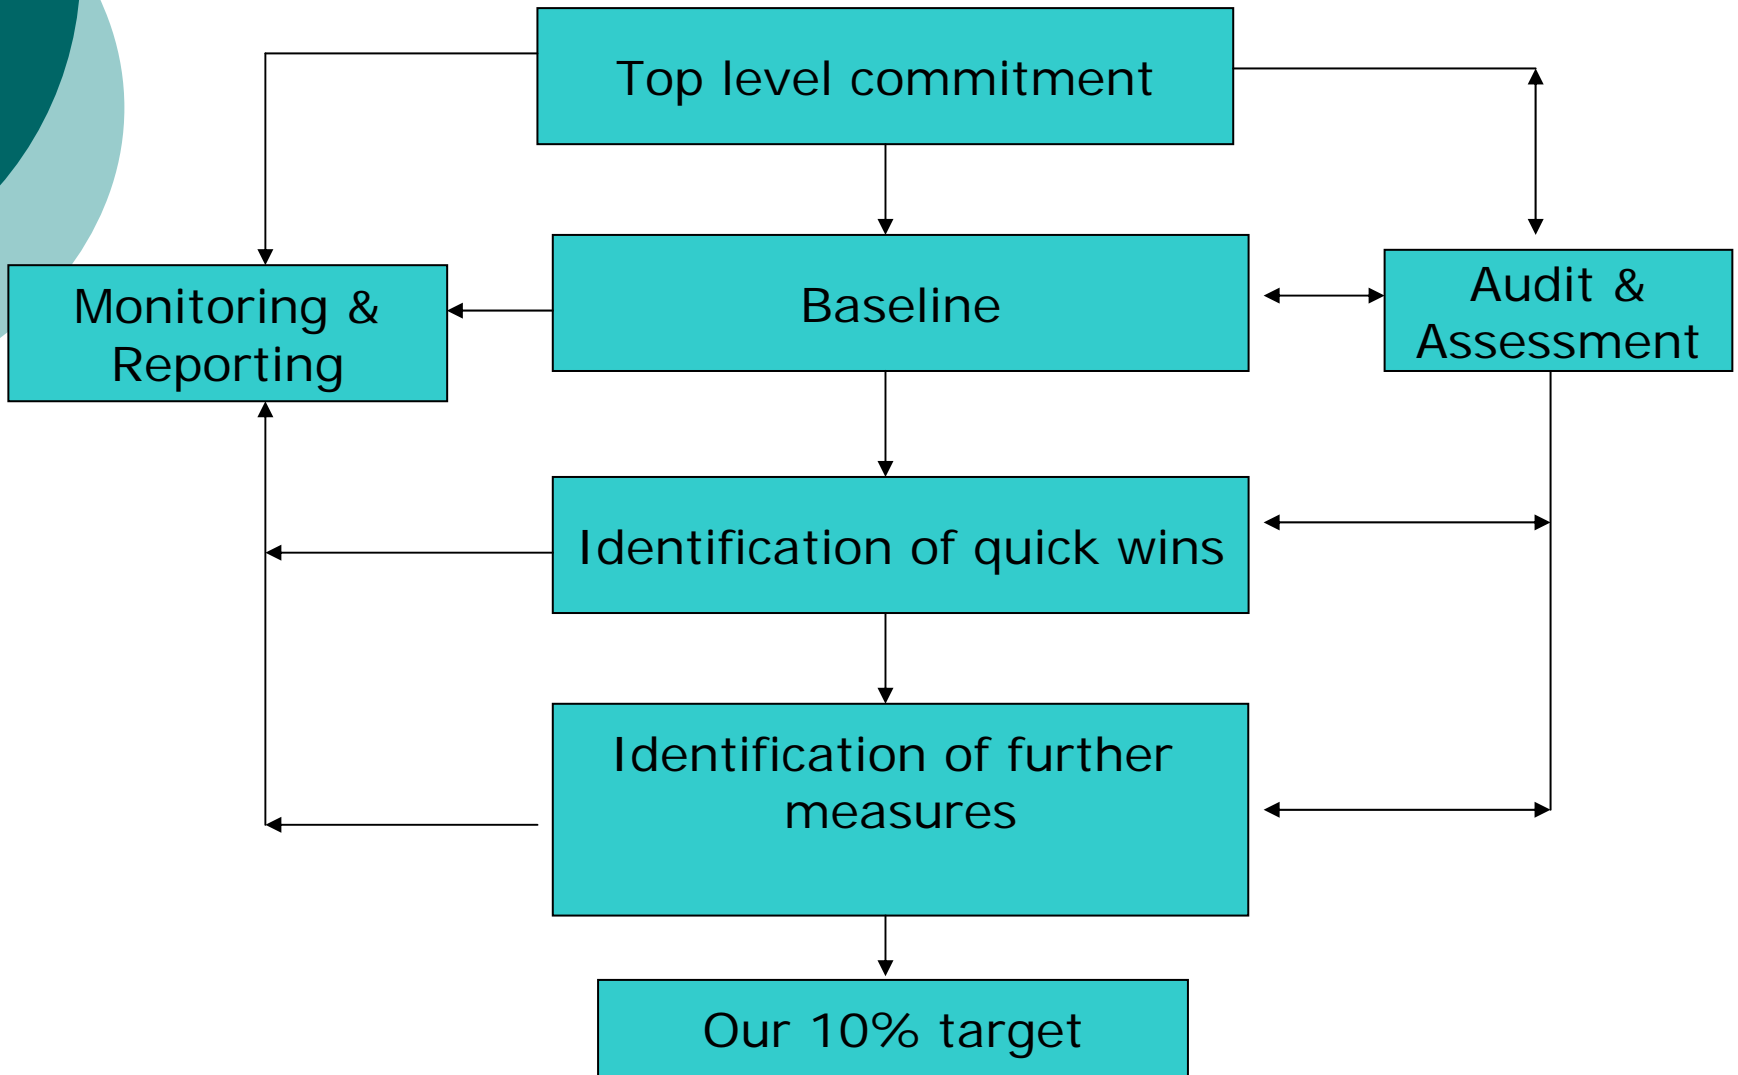 Top level commitment
Monitoring &
Reporting
Baseline
Audit &
Assessment
Identification of quick wins
Identification of further
measures
Our 10% target